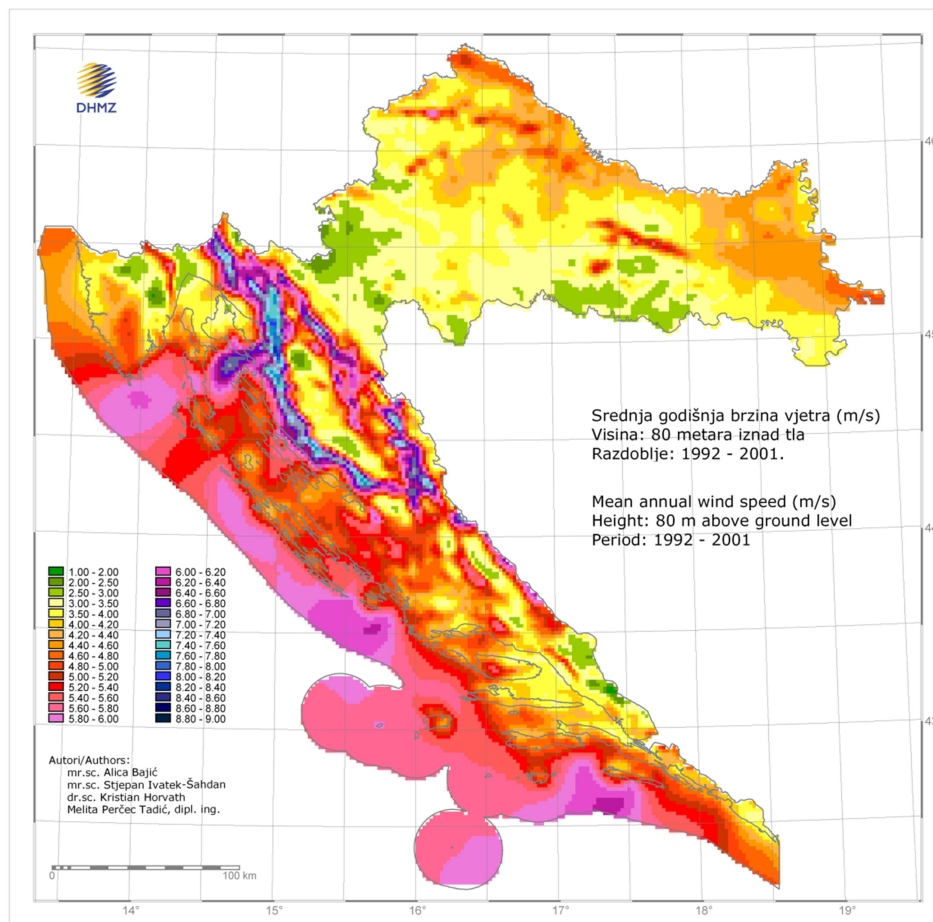 DHMZ
46
45
44
42
Srednja godišnja brzina vjetra (m/s)
Visina: 80 metara iznad tla
Razdoblje: 1992 - 2001.
Mean annual wind speed (m/s)
Height: 80 m above ground level
Period: 1992 - 2001
1.00 - 2.00
2.00 - 2.50
2.50 - 3.00
3.00 - 3.50
3.50 - 4.00
4.00 - 4.20
4.20 - 4.40
4.40 - 4.60
4.60 - 4.80
4.80 - 5.00
5.00 - 5.20
5.20 - 5.40
5.40 - 5.60
5.60 - 5.80
5.80 - 6.00
6.00 - 6.20
6.20 - 6.40
6.40 - 6.60
6.60 - 6.80
6.80 - 7.00
7.00 - 7.20
7.20 - 7.40
7.40 - 7.60
7.60 - 7.80
7.80 - 8.00
8.00 - 8.20
8.20 - 8.40
8.40 - 8.60
8.60 - 8.80
8.80 - 9.00
Autori/Authors:
mr.sc. Alica Bajić
mr.sc. Stjepan Ivatek-Šahdan
dr.sc. Kristian Horvath
Melita Perčec Tadić, dipl. ing.
0 100 km
14° 15° 16° 17° 18° 19°